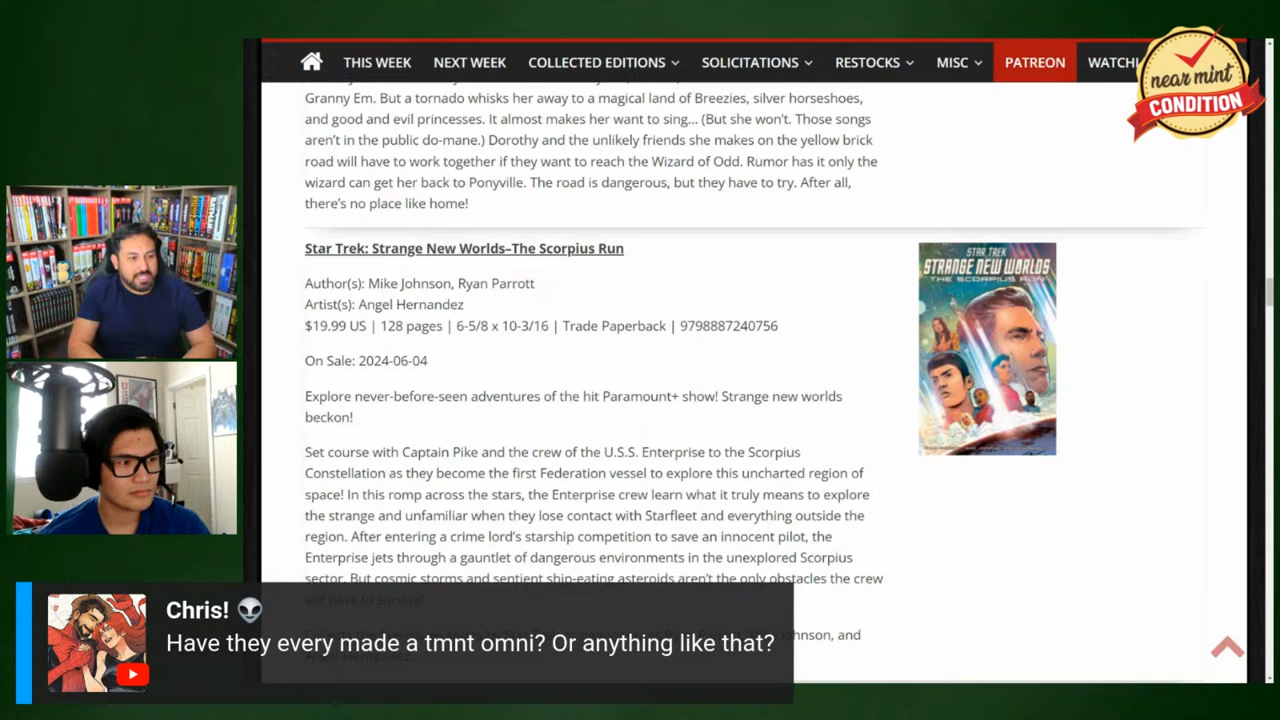 THIS WEEK NEXT WEEK COLLECTED EDITIONS SOLICITATIONS RESTOCKS MISC PATREON WATCHL
near mint
CONDITION
Granny Em. But a tornado whisks her away to a magical land of Breezies, silver horseshoes,
and good and evil princesses. It almost makes her want to sing... (But she won't. Those songs
aren't in the public do-mane.) Dorothy and the unlikely friends she makes on the yellow brick
road will have to work together if they want to reach the Wizard of Odd. Rumor has it only the
wizard can get her back to Ponyville. The road is dangerous, but they have to try. After all,
there's no place like home!
Star Trek: Strange New Worlds–The Scorpius Run
Author(s): Mike Johnson, Ryan Parrott
Artist(s): Angel Hernandez
$19.99 US | 128 pages | 6-5/8 x 10-3/16 | Trade Paperback | 9798887240756
On Sale: 2024-06-04
Explore never-before-seen adventures of the hit Paramount+ show! Strange new worlds
beckon!
Set course with Captain Pike and the crew of the U.S.S. Enterprise to the Scorpius
Constellation as they become the first Federation vessel to explore this uncharted region of
space! In this romp across the stars, the Enterprise crew learn what it truly means to explore
the strange and unfamiliar when they lose contact with Starfleet and everything outside the
region. After entering a crime lord's starship competition to save an innocent pilot, the
Enterprise jets through a gauntlet of dangerous environments in the unexplored Scorpius
sector. But cosmic storms and sentient ship-eating asteroids aren't the only obstacles the crew
will have to survive!
Johnson, and
Angel Hernandez.
STAR TREK
STRANGE NEW WORLDS
THE SCORPIUS RUN
Chris! 👽
Have they every made a tmnt omni? Or anything like that?